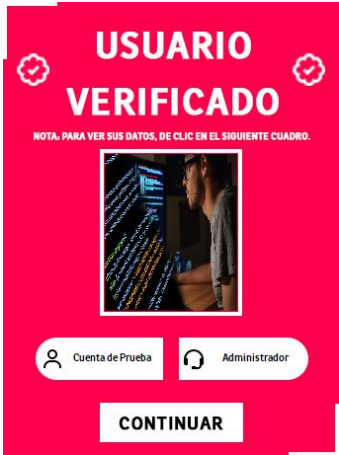 USUARIO
VERIFICADO
NOTA: PARA VER SUS DATOS, DE CLIC EN EL SIGUIENTE CUADRO.
Cuenta de Prueba
Administrador
CONTINUAR